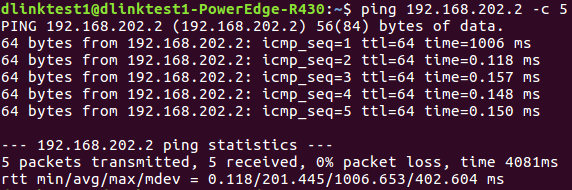 dlinktest1@dlinktest1-PowerEdge-R430:~$ ping 192.168.202.2 -c 5
PING 192.168.202.2 (192.168.202.2) 56(84) bytes of data.
64 bytes from 192.168.202.2: icmp_seq=1 ttl=64 time=1006 ms
64 bytes from 192.168.202.2: icmp_seq=2 ttl=64 time=0.118 ms
64 bytes from 192.168.202.2: icmp_seq=3 ttl=64 time=0.157 ms
64 bytes from 192.168.202.2: icmp_seq=4 ttl=64 time=0.148 ms
64 bytes from 192.168.202.2: icmp_seq=5 ttl=64 time=0.150 ms
--- 192.168.202.2 ping statistics ---
5 packets transmitted, 5 received, 0% packet loss, time 4081ms
rtt min/avg/max/mdev = 0.118/201.445/1006.653/402.604 ms